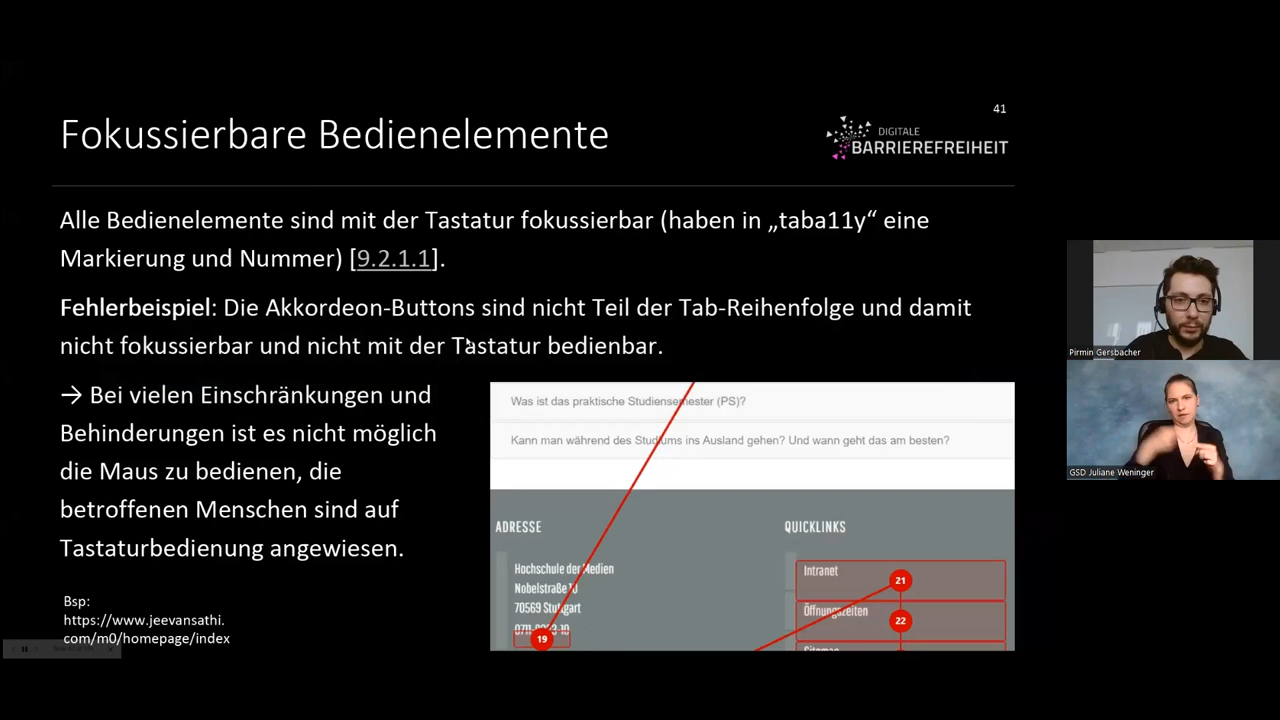 41
Fokussierbare Bedienelemente
DIGITALE
BARRIEREFREIHEIT
Alle Bedienelemente sind mit der Tastatur fokussierbar (haben in „taba11y“ eine
Markierung und Nummer) [9.2.1.1].
Fehlerbeispiel: Die Akkordeon-Buttons sind nicht Teil der Tab-Reihenfolge und damit
nicht fokussierbar und nicht mit der Tastatur bedienbar.
→ Bei vielen Einschränkungen und
Behinderungen ist es nicht möglich
die Maus zu bedienen, die
betroffenen Menschen sind auf
Tastaturbedienung angewiesen.
Bsp:
https://www.jeevansathi.
com/m0/homepage/index
Was ist das praktische Studiensemester (PS)?
Kann man während des Studiums ins Ausland gehen? Und wann geht das am besten?
ADRESSE
Hochschule der Medien
Nobelstraße 10
70569 Stuttgart
19
QUICKLINKS
Intranet
21
Öffnungszeiten
22
Pirmin Gersbacher
GSD Juliane Weninger